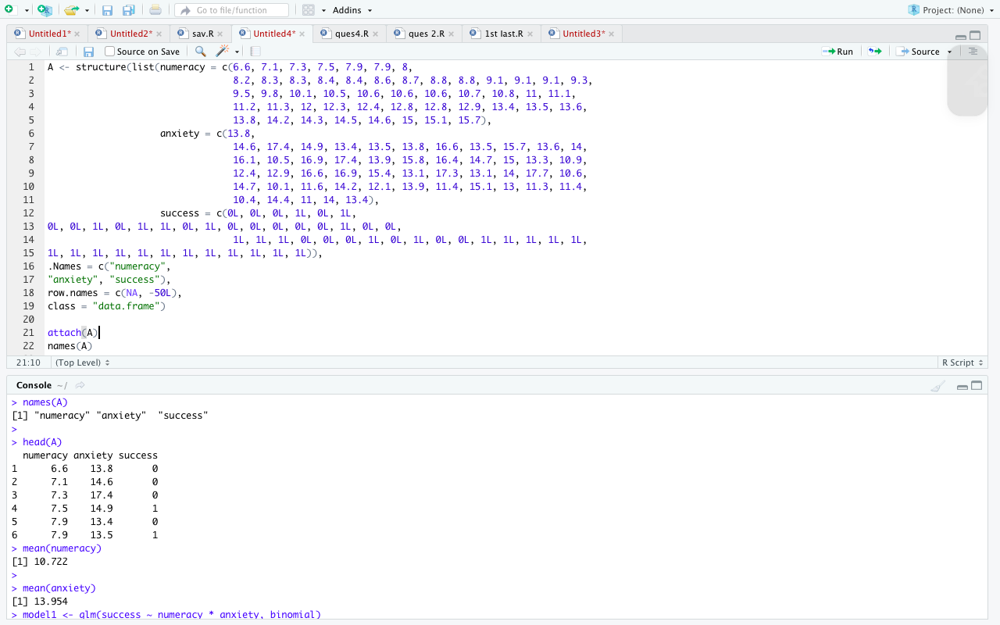 Go to file/function
Addins
Project: (None)
Untitled1*
Untitled2*
sav.R
Untitled4*
ques4.R
ques 2.R
1st last.R
Untitled3*
Source on Save
Run
Source
1 A <- structure(list(numeracy = c(6.6, 7.1, 7.3, 7.5, 7.9, 7.9, 8,
2 8.2, 8.3, 8.3, 8.4, 8.4, 8.6, 8.7, 8.8, 8.8, 9.1, 9.1, 9.1, 9.3,
3 9.5, 9.8, 10.1, 10.5, 10.6, 10.6, 10.6, 10.7, 10.8, 11, 11.1,
4 11.2, 11.3, 12, 12.3, 12.4, 12.8, 12.8, 12.9, 13.4, 13.5, 13.6,
5 13.8, 14.2, 14.3, 14.5, 14.6, 15, 15.1, 15.7),
6 anxiety = c(13.8,
7 14.6, 17.4, 14.9, 13.4, 13.5, 13.8, 16.6, 13.5, 15.7, 13.6, 14,
8 16.1, 10.5, 16.9, 17.4, 13.9, 15.8, 16.4, 14.7, 15, 13.3, 10.9,
9 12.4, 12.9, 16.6, 16.9, 15.4, 13.1, 17.3, 13.1, 14, 17.7, 10.6,
10 14.7, 10.1, 11.6, 14.2, 12.1, 13.9, 11.4, 15.1, 13, 11.3, 11.4,
11 10.4, 14.4, 11, 14, 13.4),
12 success = c(0L, 0L, 0L, 1L, 0L, 1L,
13 0L, 0L, 1L, 0L, 1L, 1L, 0L, 1L, 0L, 0L, 0L, 0L, 0L, 1L, 0L, 0L,
14 1L, 1L, 1L, 0L, 0L, 0L, 1L, 0L, 1L, 0L, 0L, 1L, 1L, 1L, 1L, 1L,
15 1L, 1L, 1L, 1L, 1L, 1L, 1L, 1L, 1L, 1L, 1L, 1L)),
16 .Names = c("numeracy",
17 "anxiety", "success"),
18 row.names = c(NA, -50L),
19 class = "data.frame")
20
21 attach(A)
22 names(A)
21:10 (Top Level) R Script
Console ~/
> names(A)
[1] "numeracy" "anxiety" "success"
>
> head(A)
numeracy anxiety success
1 6.6 13.8 0
2 7.1 14.6 0
3 7.3 17.4 0
4 7.5 14.9 1
5 7.9 13.4 0
6 7.9 13.5 1
> mean(numeracy)
[1] 10.722
>
> mean(anxiety)
[1] 13.954
> model1 <- glm(success ~ numeracy * anxiety, binomial)